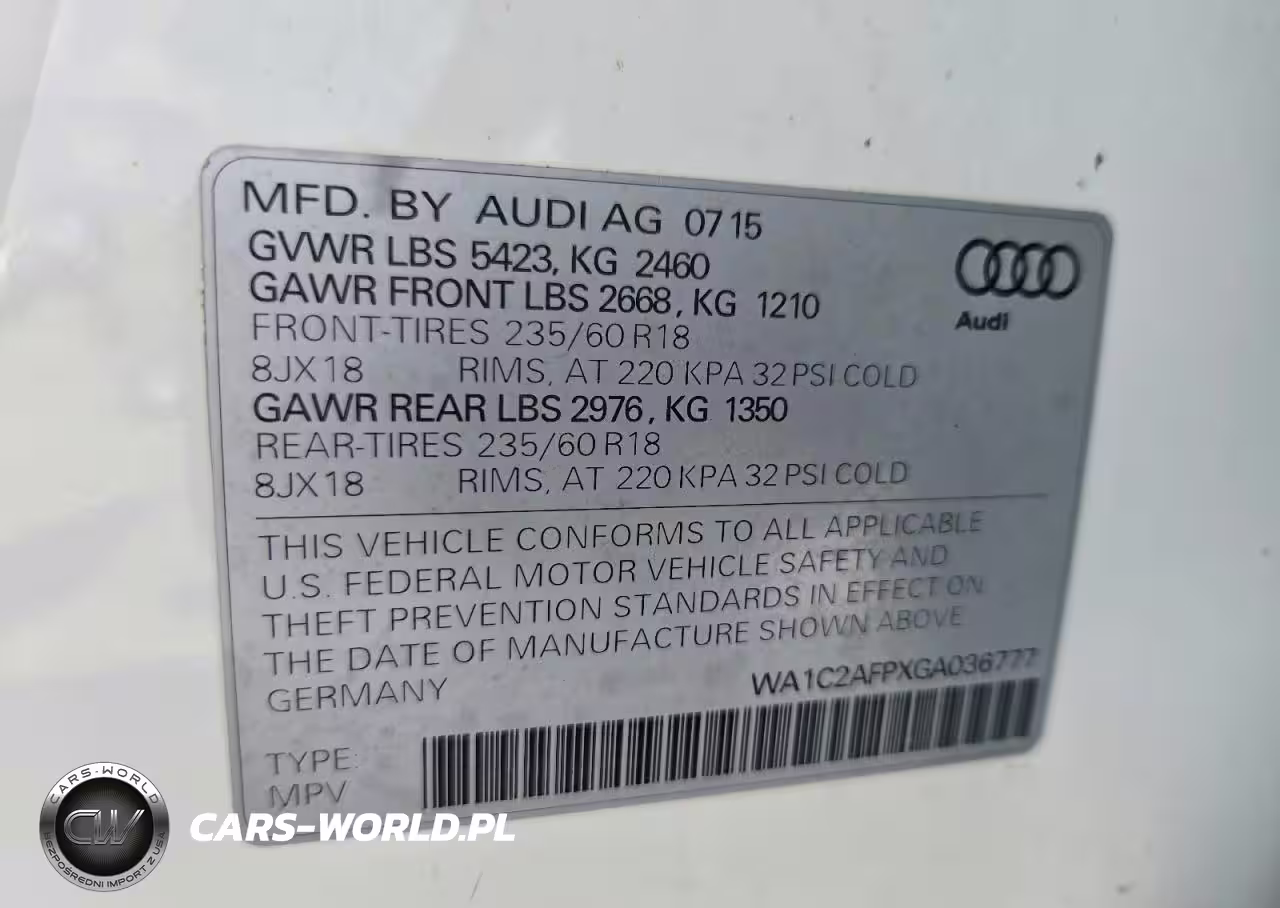 MFD. BY AUDI AG 0715
GVWR LBS 5423, KG 2460
GAWR FRONT LBS 2668, KG 1210
FRONT-TIRES 235/60 R18
8JX18 RIMS, AT 220 KPA 32 PSI COLD
GAWR REAR LBS 2976, KG 1350
REAR-TIRES 235/60 R18
8JX18 RIMS, AT 220 KPA 32 PSI COLD
Audi
THIS VEHICLE CONFORMS TO ALL APPLICABLE
U.S. FEDERAL MOTOR VEHICLE SAFETY AND
THEFT PREVENTION STANDARDS IN EFFECT ON
THE DATE OF MANUFACTURE SHOWN ABOVE
GERMANY WA1C2AFPXGA036777
TYPE:
MPV
CARS-WORLD
CW
BEZPOŚREDNI IMPORT Z USA
CARS-WORLD.PL